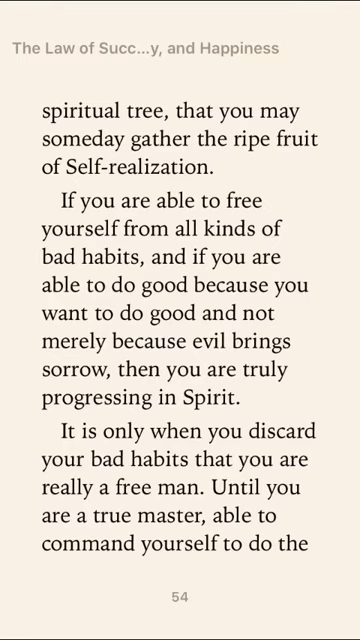 The Law of Succ...y, and Happiness
spiritual tree, that you may
someday gather the ripe fruit
of Self-realization.
If you are able to free
yourself from all kinds of
bad habits, and if you are
able to do good because you
want to do good and not
merely because evil brings
sorrow, then you are truly
progressing in Spirit.
It is only when you discard
your bad habits that you are
really a free man. Until you
are a true master, able to
command yourself to do the
54